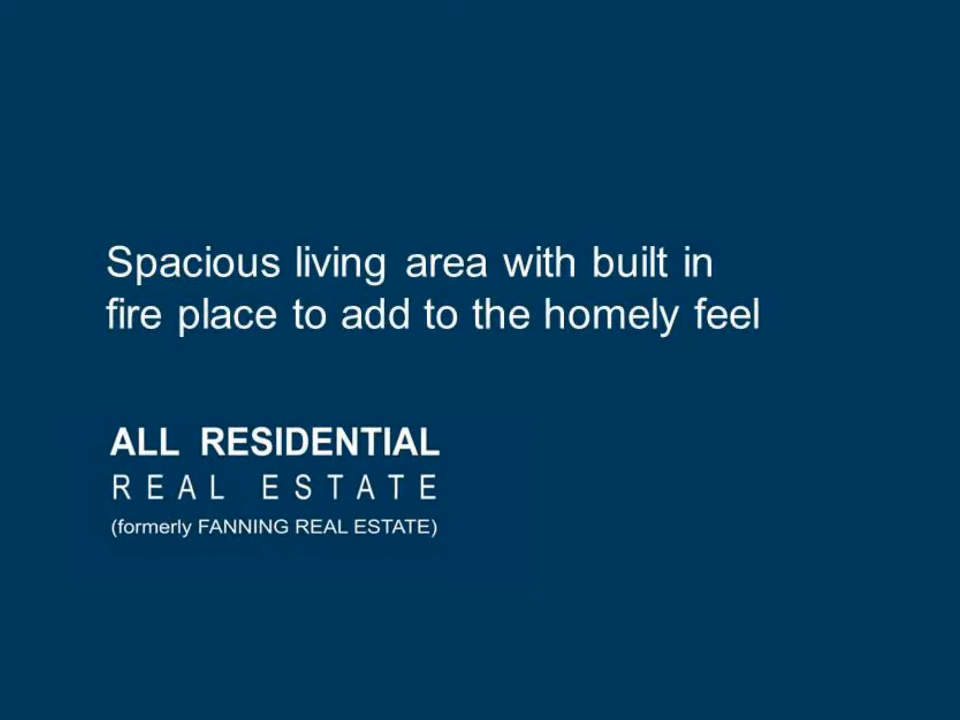 Spacious living area with built in
fire place to add to the homely feel
ALL RESIDENTIAL
REAL ESTATE
(formerly FANNING REAL ESTATE)